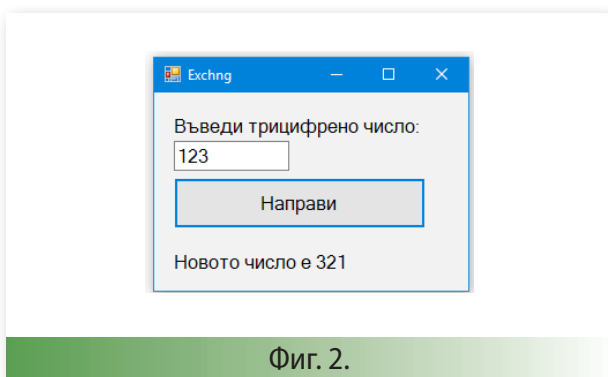 Exchng
Въведи трицифрено число:
123
Направи
Новото число е 321
Фиг. 2.